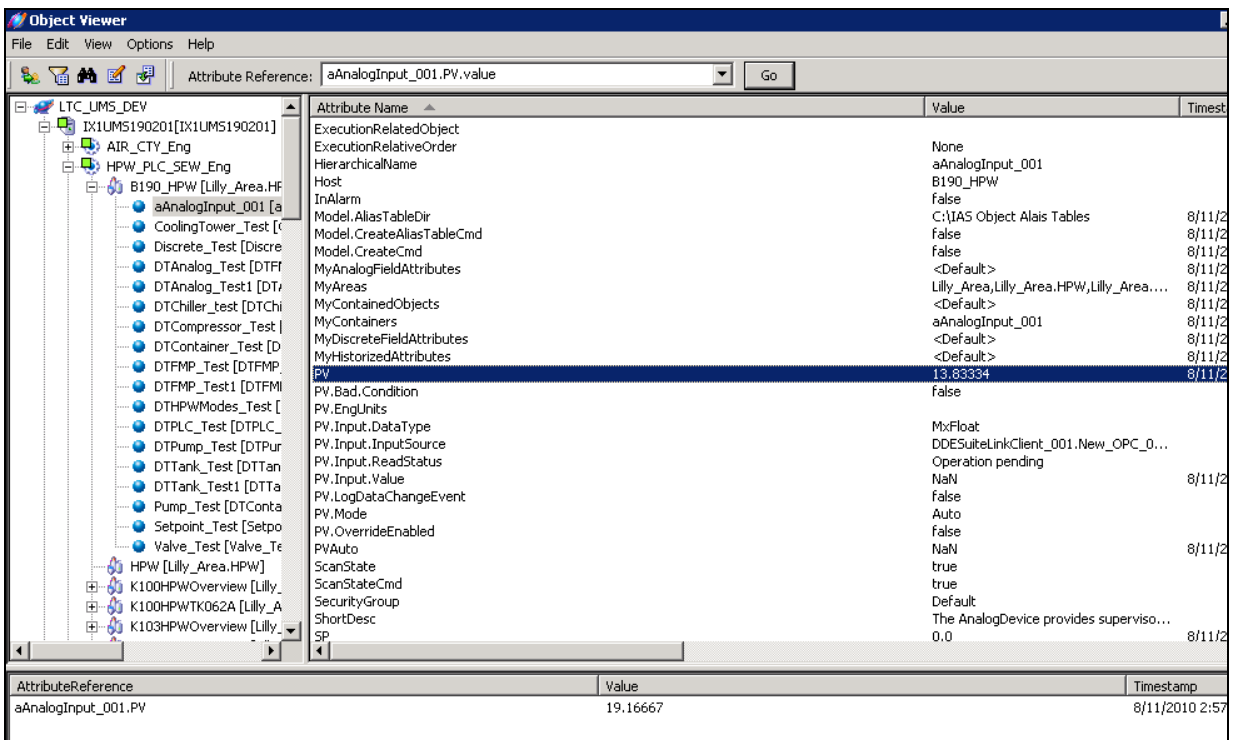 Object Viewer
File Edit View Options Help
Attribute Reference: aAnalogInput_001.PV.value Go
LTC_UMS_DEV
IX1UMS190201[IX1UMS190201]
AIR_CTY_Eng
HPW_PLC_SEW_Eng
B190_HPW [Lilly_Area.HP
aAnalogInput_001 [a
CoolingTower_Test [
Discrete_Test [Discre
DTAnalog_Test [DTF
DTAnalog_Test1 [DT
DTChiller_test [DTChi
DTCompressor_Test [
DTContainer_Test [D
DTFMP_Test [DTFMP
DTFMP_Test1 [DTFM
DTHPWModes_Test [
DTPLC_Test [DTPLC_
DTPump_Test [DTPur
DTTank_Test [DTTan
DTTank_Test1 [DTTa
Pump_Test [DTConta
Setpoint_Test [Setpo
Valve_Test [Valve_Te
HPW [Lilly_Area.HPW]
K100HPWOverview [Lilly_
K100HPWTK062A [Lilly_A
K103HPWOverview [Lilly_
Attribute Name Value Timest
ExecutionRelatedObject
ExecutionRelativeOrder None
HierarchicalName aAnalogInput_001
Host B190_HPW
InAlarm false
Model.AliasTableDir C:\IAS Object Alais Tables 8/11/2
Model.CreateAliasTableCmd false 8/11/2
Model.CreateCmd false 8/11/2
MyAnalogFieldAttributes <Default> 8/11/2
MyAreas Lilly_Area,Lilly_Area.HPW,Lilly_Area.... 8/11/2
MyContainedObjects <Default> 8/11/2
MyContainers aAnalogInput_001 8/11/2
MyDiscreteFieldAttributes <Default> 8/11/2
MyHistorizedAttributes <Default> 8/11/2
PV 13.83334 8/11/2
PV.Bad.Condition false
PV.EngUnits
PV.Input.DataType MxFloat
PV.Input.InputSource DDESuiteLinkClient_001.New_OPC_0...
PV.Input.ReadStatus Operation pending
PV.Input.Value NaN 8/11/2
PV.LogDataChangeEvent false
PV.Mode Auto
PV.OverrideEnabled false
PVAuto NaN 8/11/2
ScanState true
ScanStateCmd true
SecurityGroup Default
ShortDesc The AnalogDevice provides superviso...
SP 0.0 8/11/2
AttributeReference Value Timestamp
aAnalogInput_001.PV 19.16667 8/11/2010 2:57